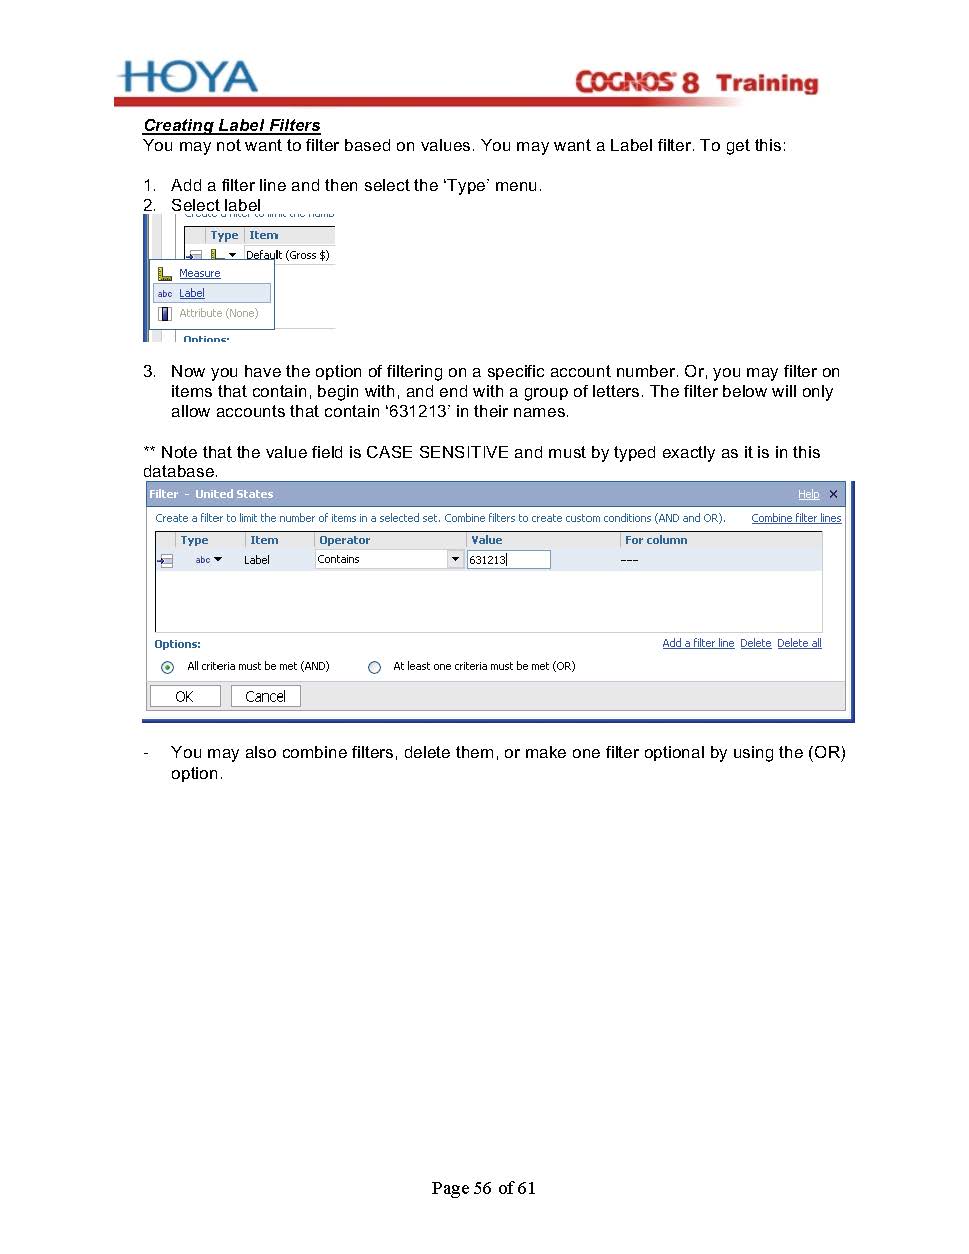 HOYA
COGNOS 8 Training
Creating Label Filters
You may not want to filter based on values. You may want a Label filter. To get this:
1. Add a filter line and then select the ‘Type’ menu.
2. Select label
Create a filter to limit the numb
Type Item
Default (Gross $)
Measure
abc Label
Attribute (None)
Options:
3. Now you have the option of filtering on a specific account number. Or, you may filter on
items that contain, begin with, and end with a group of letters. The filter below will only
allow accounts that contain ‘631213’ in their names.
** Note that the value field is CASE SENSITIVE and must by typed exactly as it is in this
database.
Filter - United States Help X
Create a filter to limit the number of items in a selected set. Combine filters to create custom conditions (AND and OR). Combine filter lines
Type Item Operator Value For column
abc Label Contains 631213 ---
Options: Add a filter line Delete Delete all
All criteria must be met (AND) At least one criteria must be met (OR)
OK Cancel
- You may also combine filters, delete them, or make one filter optional by using the (OR)
option.
Page 56 of 61